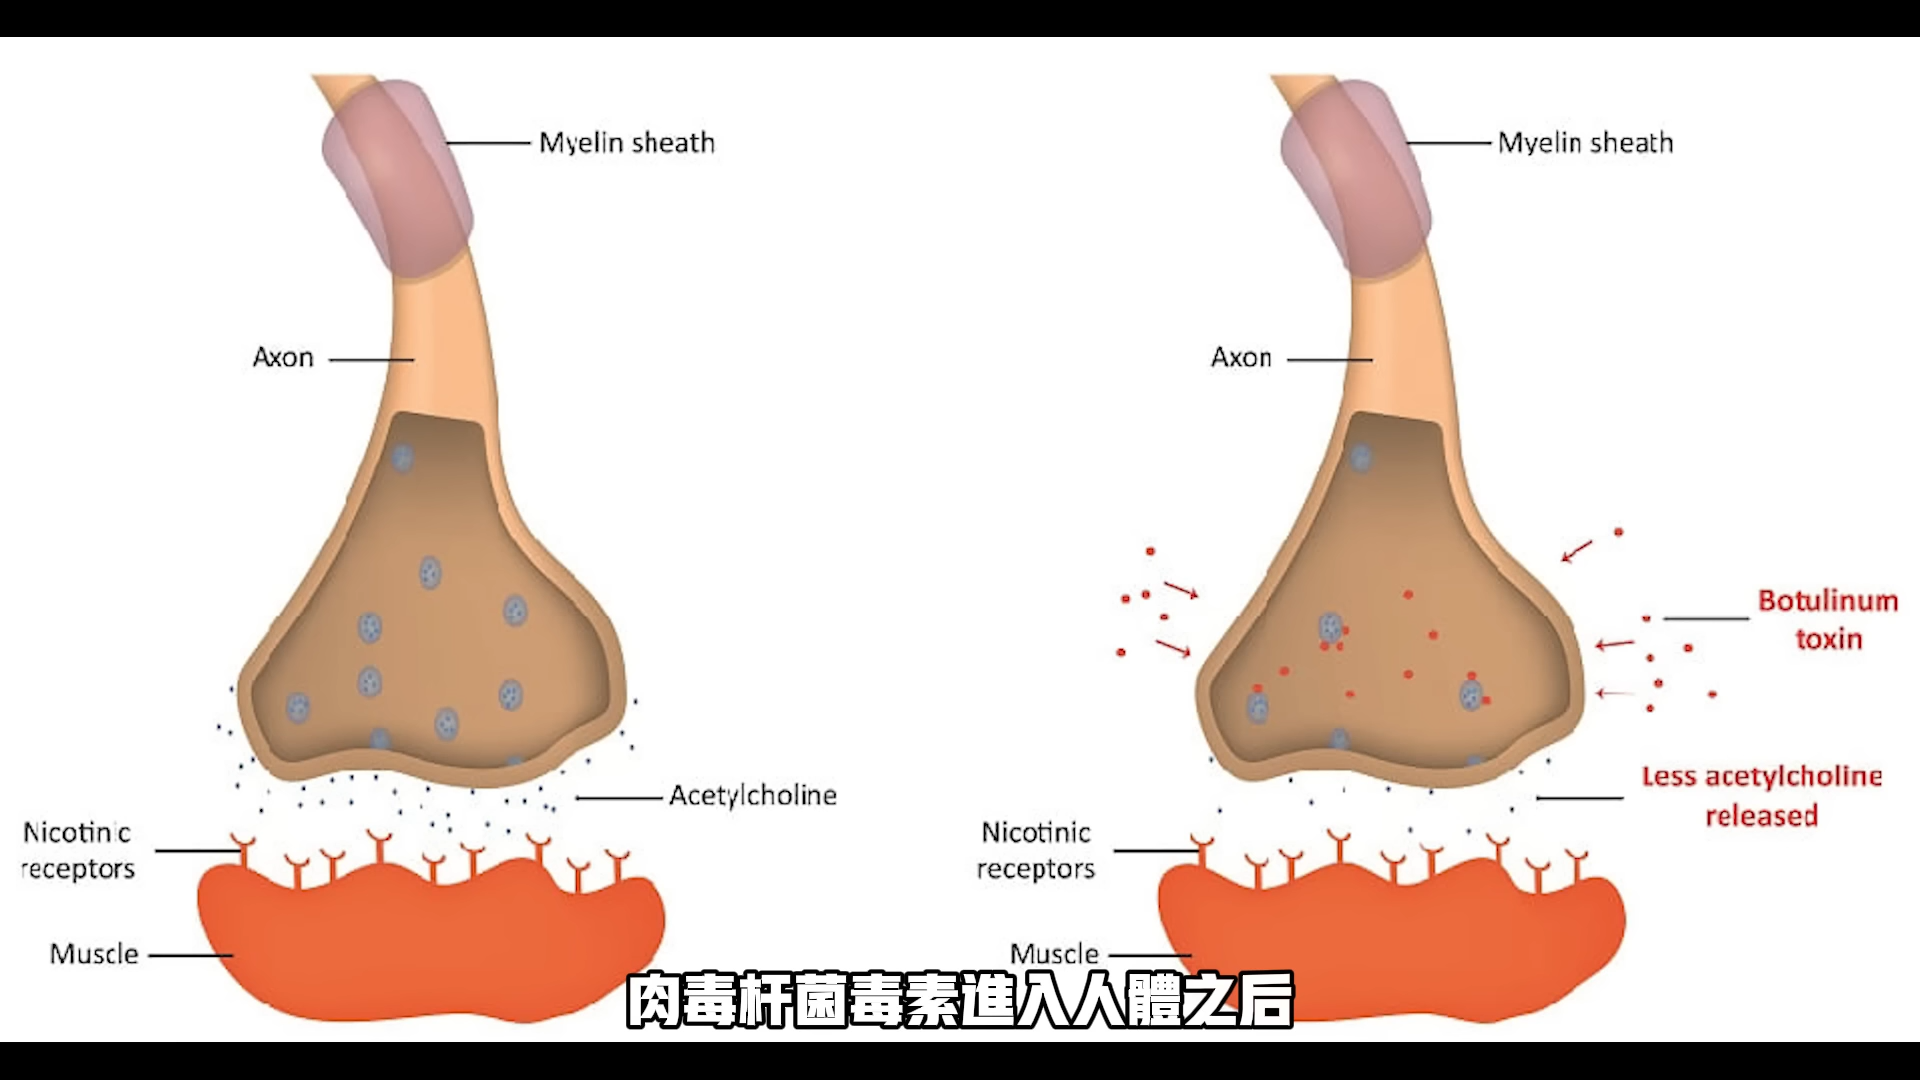 Myelin sheath
Axon
Acetylcholine
Nicotinic
receptors
Muscle
Myelin sheath
Axon
Botulinum
toxin
Less acetylcholine
released
Nicotinic
receptors
Muscle
肉毒杆菌毒素進入人體之后